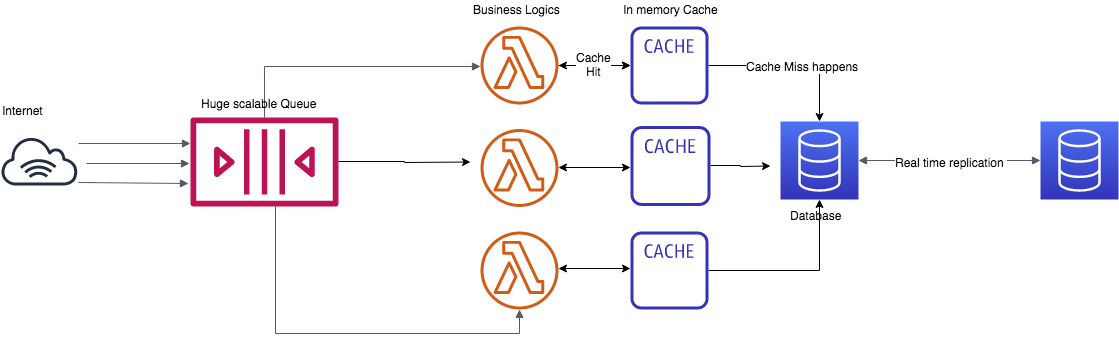 Business Logics
In memory Cache
CACHE
Cache
Hit
Cache Miss happens
Internet
Huge scalable Queue
CACHE
Real time replication
Database
CACHE